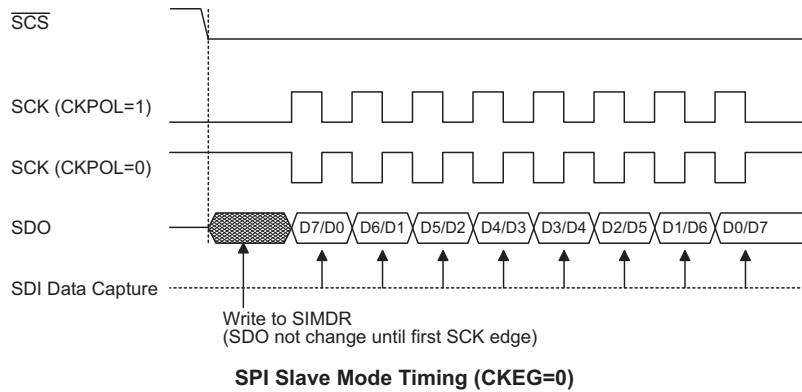 SCS
SCK (CKPOL=1)
SCK (CKPOL=0)
SDO
D7/D0 D6/D1 D5/D2 D4/D3 D3/D4 D2/D5 D1/D6 D0/D7
SDI Data Capture
Write to SIMDR
(SDO not change until first SCK edge)
SPI Slave Mode Timing (CKEG=0)